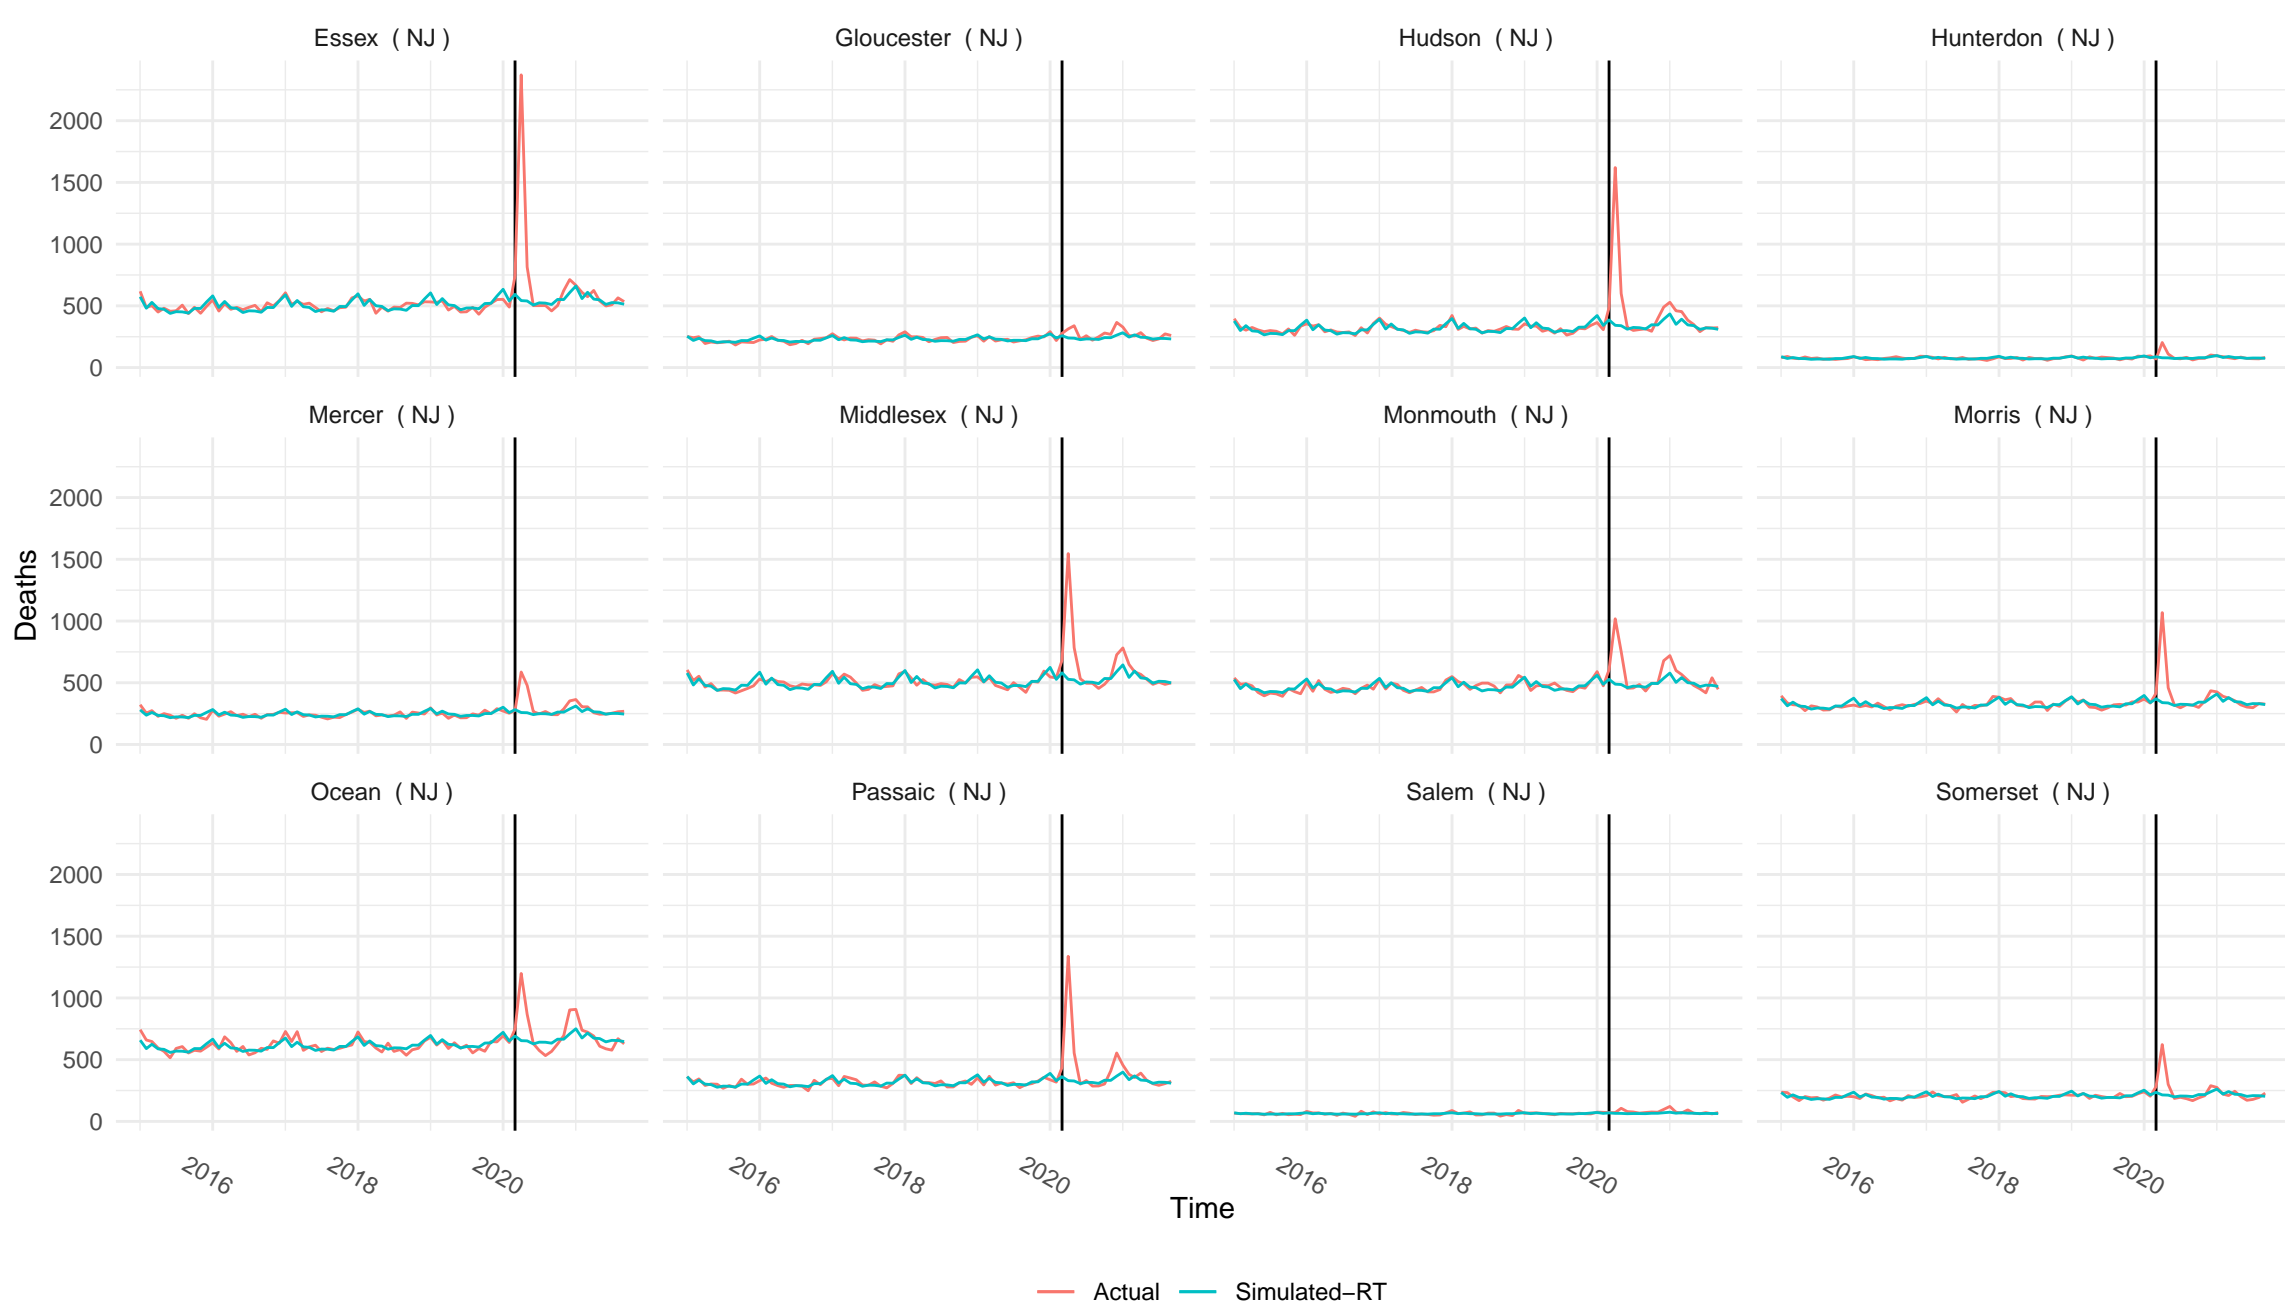 Essex ( NJ )
Gloucester ( NJ )
Hudson ( NJ )
Hunterdon ( NJ )
2000
1500
1000
500
0
Mercer ( NJ )
Middlesex ( NJ )
Monmouth ( NJ )
Morris ( NJ )
2000
1500
1000
500
0
Deaths
Ocean ( NJ )
Passaic ( NJ )
Salem ( NJ )
Somerset ( NJ )
2000
1500
1000
500
0
2016 2018 2020
2016 2018 2020
2016 2018 2020
2016 2018 2020
Time
Actual
Simulated−RT